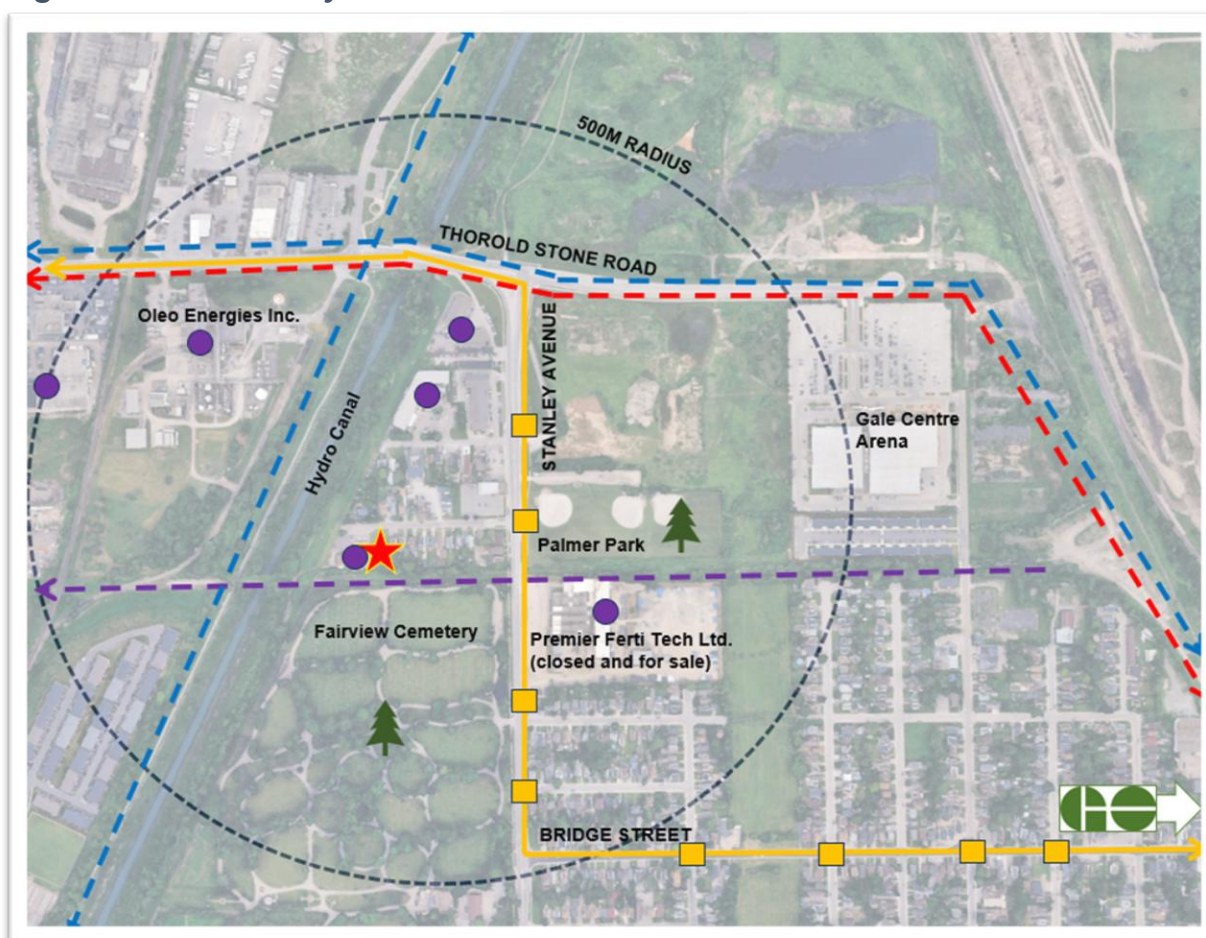 500M RADIUS
THOROLD STONE ROAD
Oleo Energies Inc.
STANLEY AVENUE
Hydro Canal
Gale Centre
Arena
Palmer Park
Fairview Cemetery
Premier Ferti Tech Ltd.
(closed and for sale)
GO
BRIDGE STREET